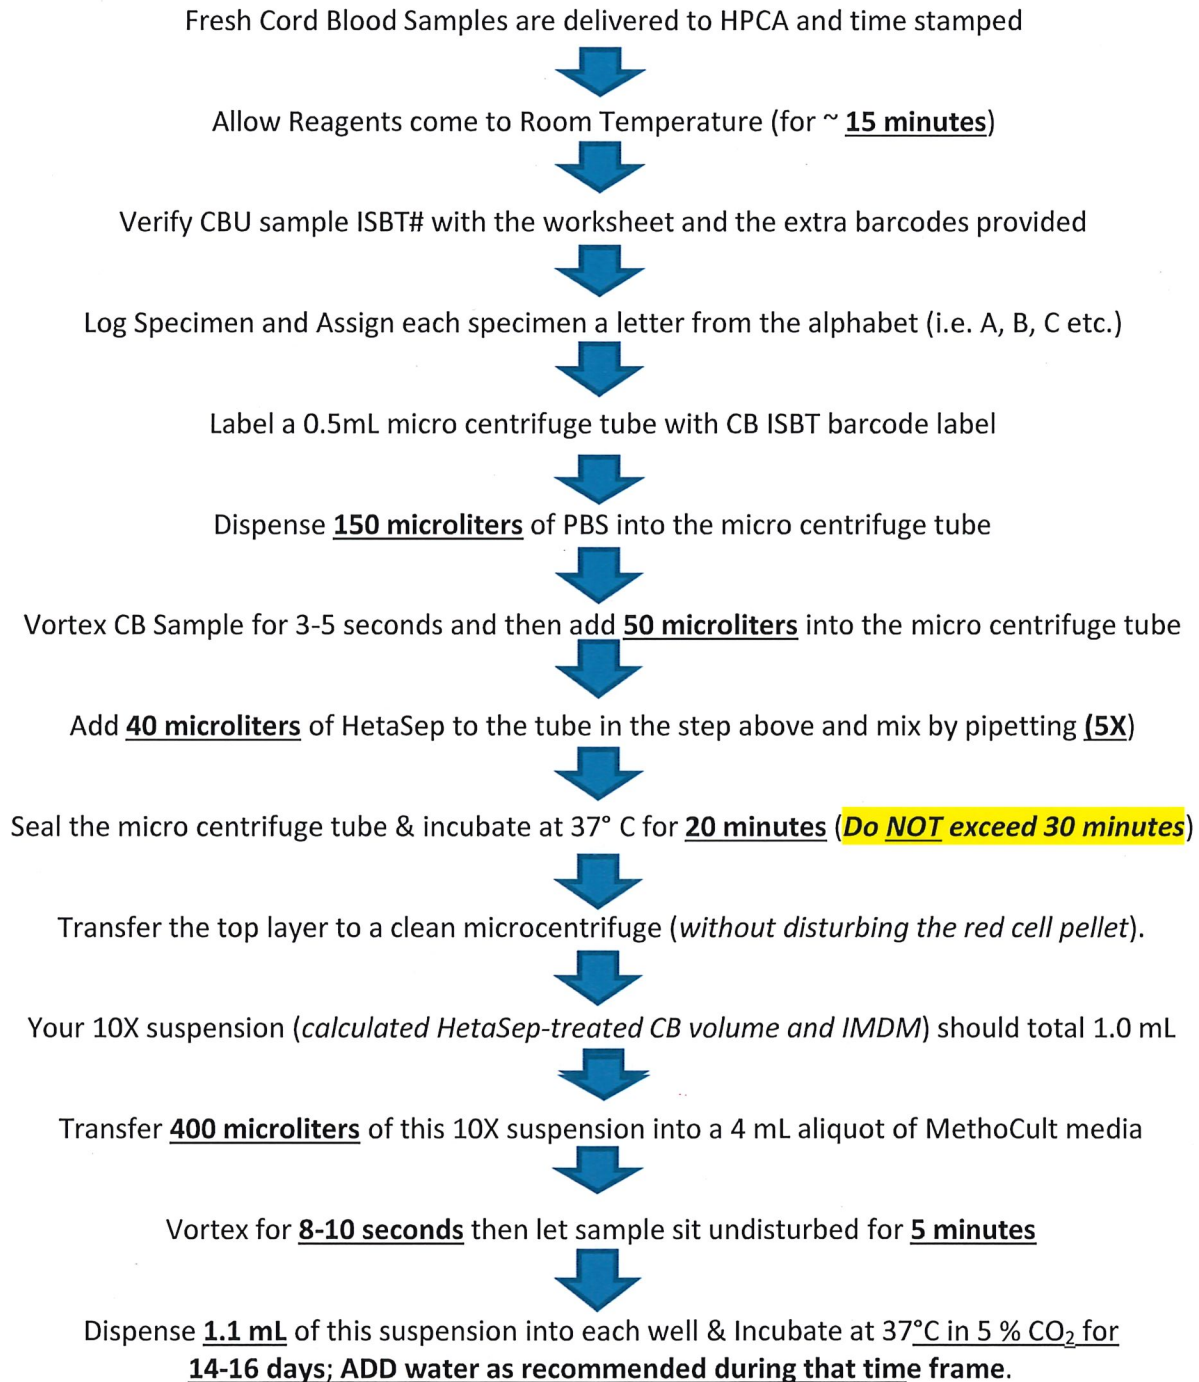 Fresh Cord Blood Samples are delivered to HPCA and time stamped
Allow Reagents come to Room Temperature (for ~ 15 minutes)
Verify CBU sample ISBT# with the worksheet and the extra barcodes provided
Log Specimen and Assign each specimen a letter from the alphabet (i.e. A, B, C etc.)
Label a 0.5mL micro centrifuge tube with CB ISBT barcode label
Dispense 150 microliters of PBS into the micro centrifuge tube
Vortex CB Sample for 3-5 seconds and then add 50 microliters into the micro centrifuge tube
Add 40 microliters of HetaSep to the tube in the step above and mix by pipetting (5X)
Seal the micro centrifuge tube & incubate at 37° C for 20 minutes (Do NOT exceed 30 minutes)
Transfer the top layer to a clean microcentrifuge (without disturbing the red cell pellet).
Your 10X suspension (calculated HetaSep-treated CB volume and IMDM) should total 1.0 mL
Transfer 400 microliters of this 10X suspension into a 4 mL aliquot of MethoCult media
Vortex for 8-10 seconds then let sample sit undisturbed for 5 minutes
Dispense 1.1 mL of this suspension into each well & Incubate at 37°C in 5 % CO₂ for
14-16 days; ADD water as recommended during that time frame.